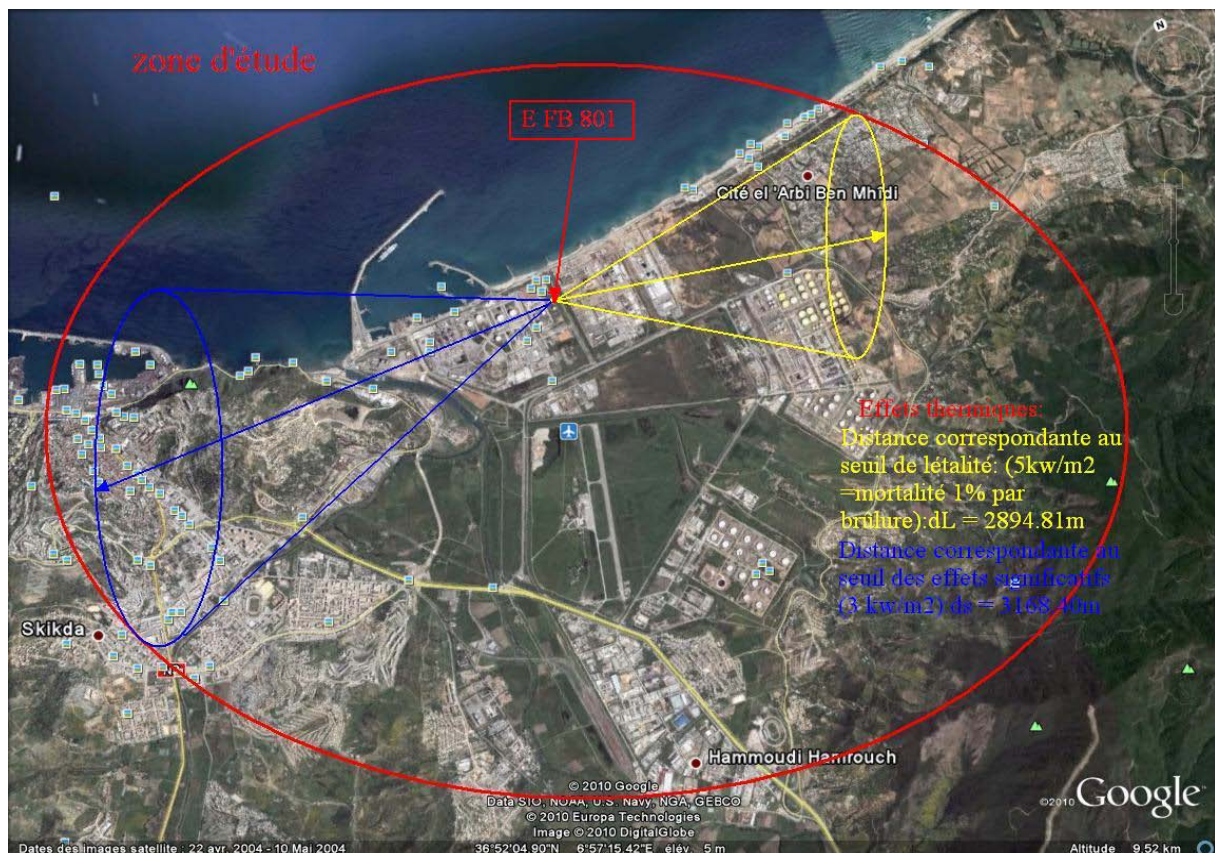 zone d'étude
N
E FB 801
Cité el 'Arbi Ben Mhîdi
Effets thermiques:
Distance correspondante au
seuil de létalité: (5kw/m2
=mortalité 1% par
brûlure):dL = 2894.81m
Distance correspondante au
seuil des effets significatifs
(3 kw/m2) ds = 3168.40m
Skikda
Hammoudi Hamrouch
© 2010 Google
Data SIO, NOAA, U.S. Navy, NGA, GEBCO
© 2010 Europa Technologies
Image © 2010 DigitalGlobe
©2010 Google
Dates des images satellite : 22 avr. 2004 - 10 Mai 2004
36°52'04.90"N 6°57'15.42"E élév. 5 m
Altitude 9.52 km